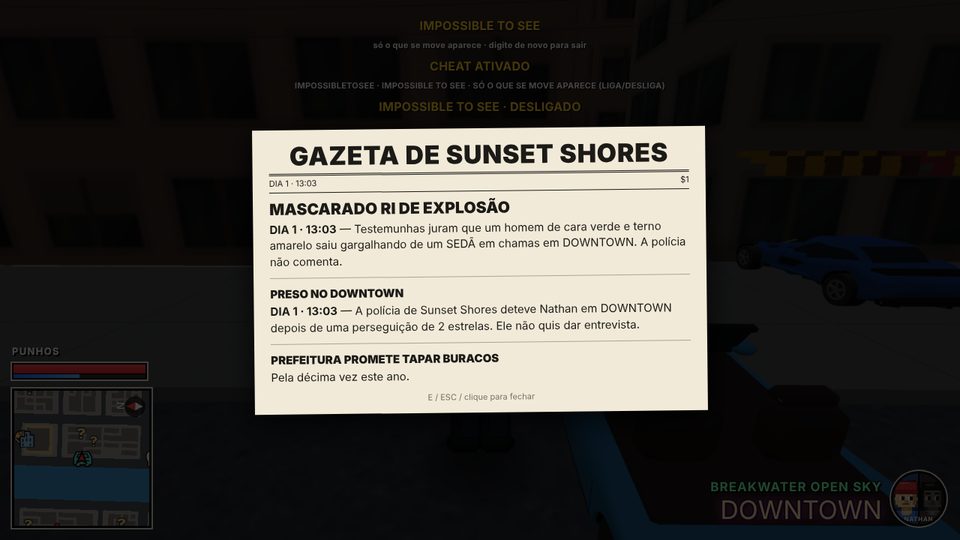 IMPOSSIBLE TO SEE
só o que se move aparece · digite de novo para sair
CHEAT ATIVADO
IMPOSSIBLETOSEE · IMPOSSIBLE TO SEE · SÓ O QUE SE MOVE APARECE (LIGA/DESLIGA)
IMPOSSIBLE TO SEE · DESLIGADO
GAZETA DE SUNSET SHORES
DIA 1 · 13:03 $1
MASCARADO RI DE EXPLOSÃO
DIA 1 · 13:03 — Testemunhas juram que um homem de cara verde e terno
amarelo saiu gargalhando de um SEDÃ em chamas em DOWNTOWN. A polícia
não comenta.
PRESO NO DOWNTOWN
DIA 1 · 13:03 — A polícia de Sunset Shores deteve Nathan em DOWNTOWN
depois de uma perseguição de 2 estrelas. Ele não quis dar entrevista.
PREFEITURA PROMETE TAPAR BURACOS
Pela décima vez este ano.
E / ESC / clique para fechar
PUNHOS
N
? ?
?
?
BREAKWATER OPEN SKY
DOWNTOWN
NATHAN